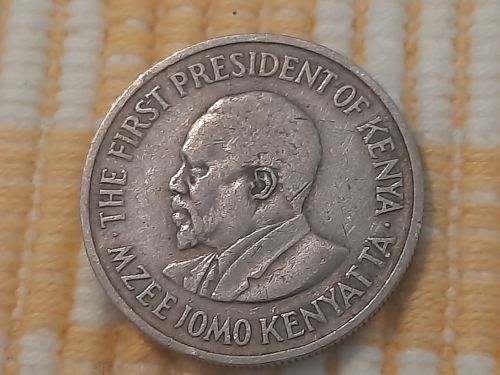 THE FIRST PRESIDENT OF KENYA
MZEE JOMO KENYATTA